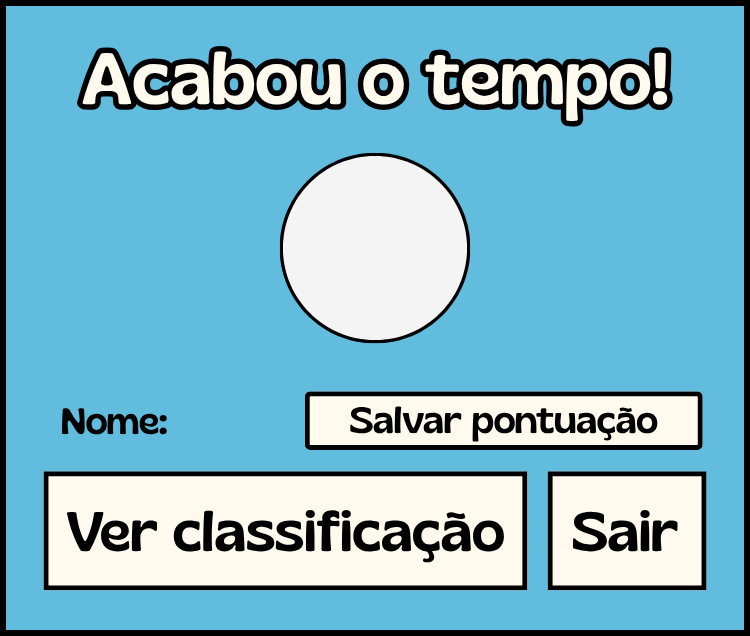 Acabou o tempo!
Nome:
Salvar pontuação
Ver classificação
Sair